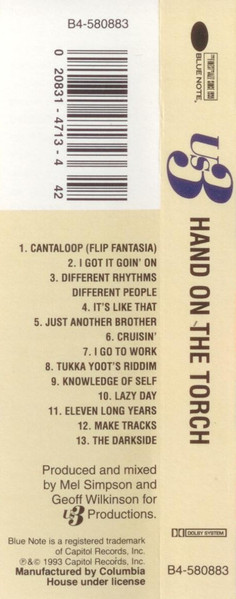 B4-580883
0 20831-4713-4 42
1. CANTALOOP (FLIP FANTASIA)
2. I GOT IT GOIN' ON
3. DIFFERENT RHYTHMS
DIFFERENT PEOPLE
4. IT'S LIKE THAT
5. JUST ANOTHER BROTHER
6. CRUISIN'
7. I GO TO WORK
8. TUKKA YOOT'S RIDDIM
9. KNOWLEDGE OF SELF
10. LAZY DAY
11. ELEVEN LONG YEARS
12. MAKE TRACKS
13. THE DARKSIDE
Produced and mixed
by Mel Simpson and
Geoff Wilkinson for
us3 Productions.
Blue Note is a registered trademark
of Capitol Records, Inc.
℗&© 1993 Capitol Records, Inc.
Manufactured by Columbia
House under license
BLUE NOTE
us3
HAND ON THE TORCH
DOLBY SYSTEM
B4-580883